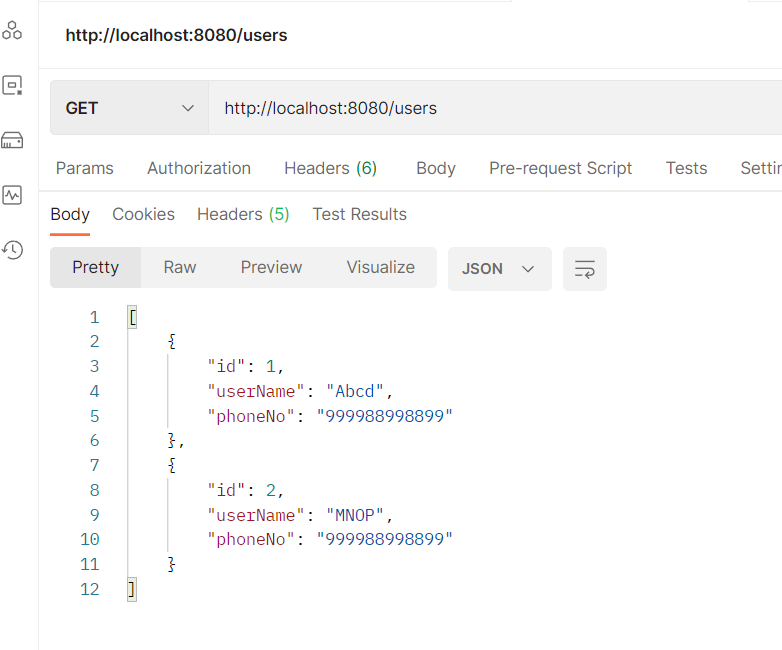 http://localhost:8080/users
GET http://localhost:8080/users
Params Authorization Headers (6) Body Pre-request Script Tests Settin
Body Cookies Headers (5) Test Results
Pretty Raw Preview Visualize JSON
1 [
2 {
3 "id": 1,
4 "userName": "Abcd",
5 "phoneNo": "999988998899"
6 },
7 {
8 "id": 2,
9 "userName": "MNOP",
10 "phoneNo": "999988998899"
11 }
12 ]